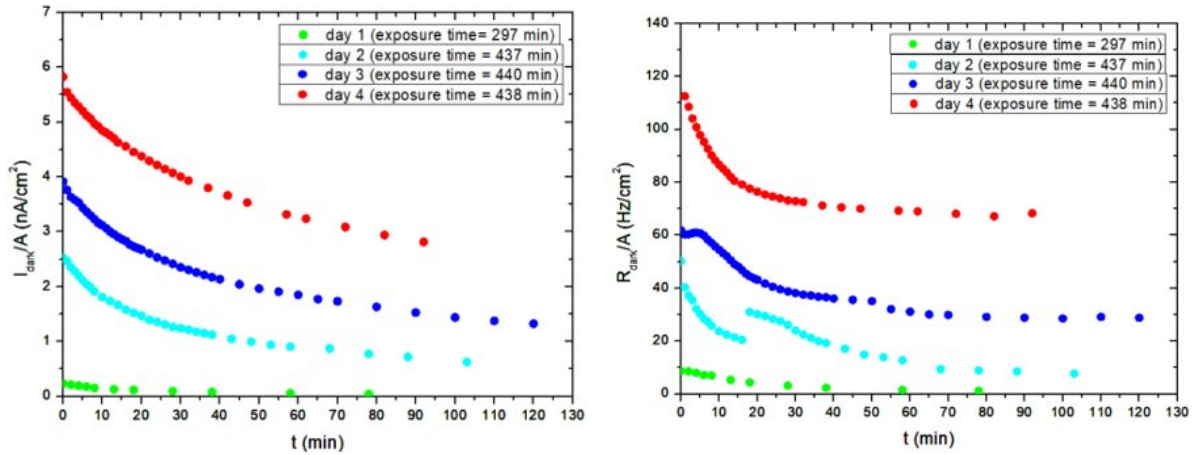 7
6
5
4
3
2
1
0
I_dark/A (nA/cm²)
day 1 (exposure time= 297 min)
day 2 (exposure time = 437 min)
day 3 (exposure time = 440 min)
day 4 (exposure time = 438 min)
0 10 20 30 40 50 60 70 80 90 100 110 120 130
t (min)
140
120
100
80
60
40
20
0
R_dark/A (Hz/cm²)
day 1 (exposure time = 297 min)
day 2 (exposure time = 437 min)
day 3 (exposure time = 440 min)
day 4 (exposure time = 438 min)
0 10 20 30 40 50 60 70 80 90 100 110 120 130
t (min)